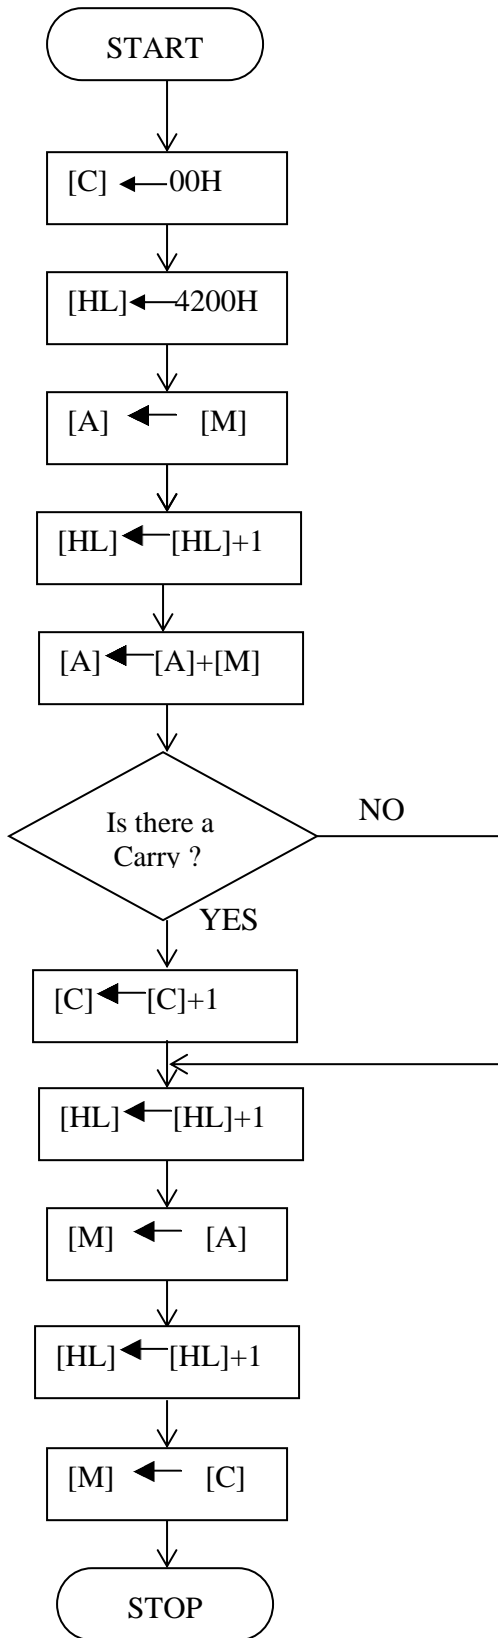 START
[C] ← 00H
[HL] ← 4200H
[A] ← [M]
[HL] ← [HL]+1
[A] ← [A]+[M]
Is there a
Carry ?
NO
YES
[C] ← [C]+1
[HL] ← [HL]+1
[M] ← [A]
[HL] ← [HL]+1
[M] ← [C]
STOP